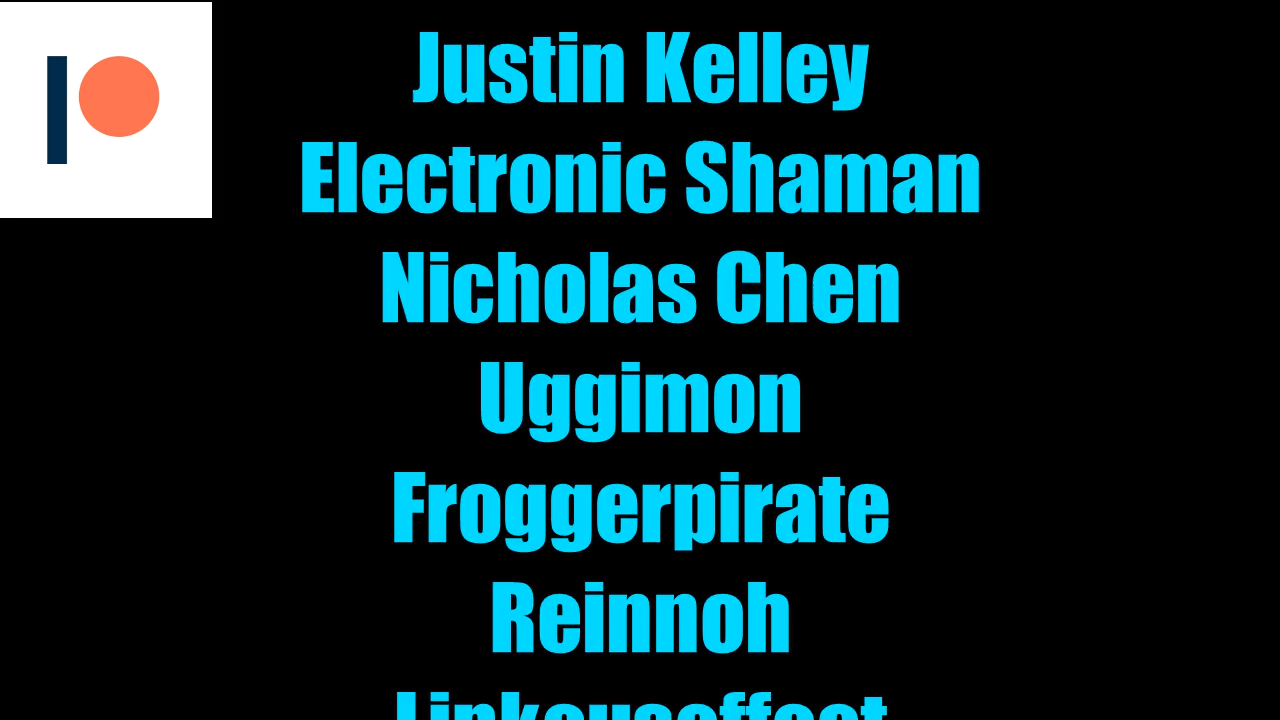 Justin Kelley
Electronic Shaman
Nicholas Chen
Uggimon
Froggerpirate
Reinnoh